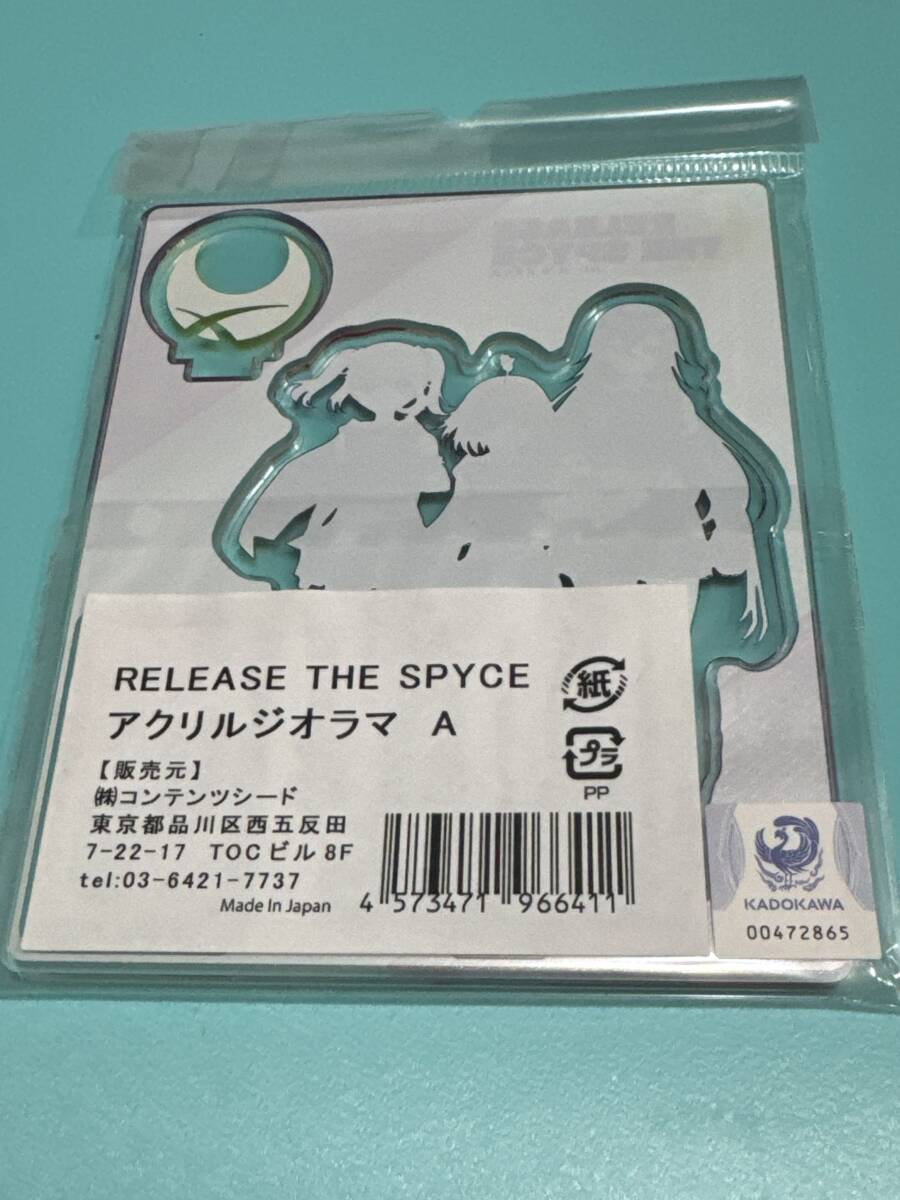 RELEASE
THE SPYCE
RELEASE THE SPYCE
アクリルジオラマ A
紙
プラ
PP
【販売元】
㈱コンテンツシード
東京都品川区西五反田
7-22-17 TOCビル8F
tel:03-6421-7737
Made In Japan
4 573471 966411
KADOKAWA
00472865